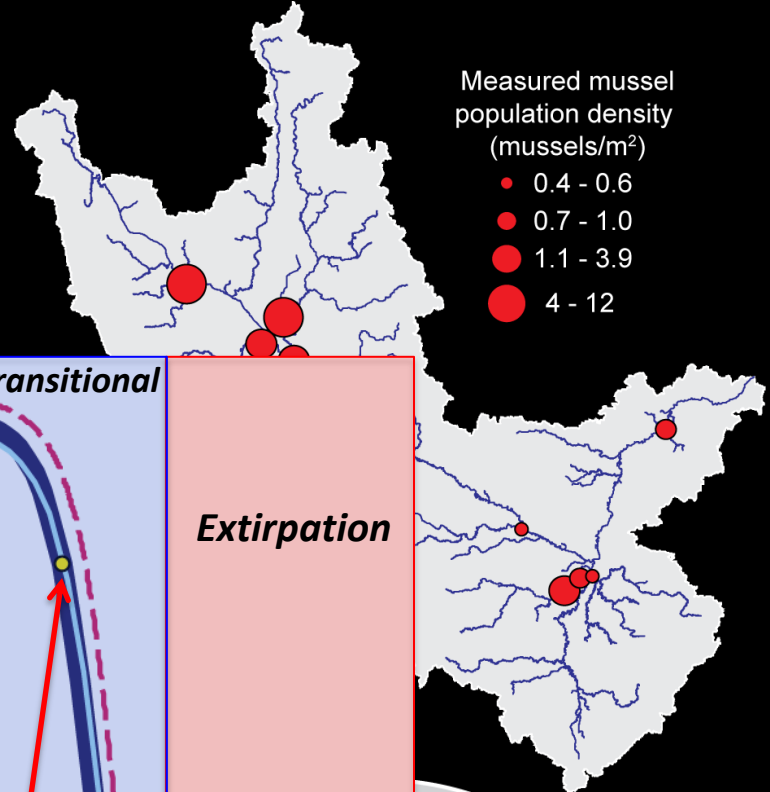 Measured mussel
population density
(mussels/m²)
0.4 - 0.6
0.7 - 1.0
1.1 - 3.9
4 - 12
ransitional
Extirpation